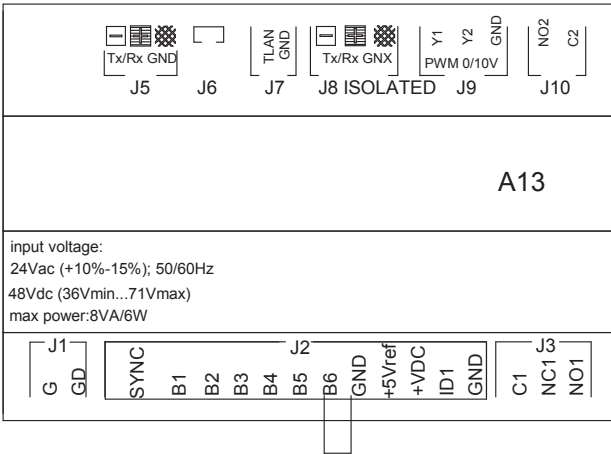 Tx/Rx GND
J5
J6
TLAN
GND
J7
Tx/Rx GNX
J8 ISOLATED
Y1
Y2
GND
PWM 0/10V
J9
NO2
C2
J10
A13
input voltage:
24Vac (+10%-15%); 50/60Hz
48Vdc (36Vmin...71Vmax)
max power:8VA/6W
J1
G
GD
J2
SYNC
B1
B2
B3
B4
B5
B6
GND
+5Vref
+VDC
ID1
GND
J3
C1
NC1
NO1